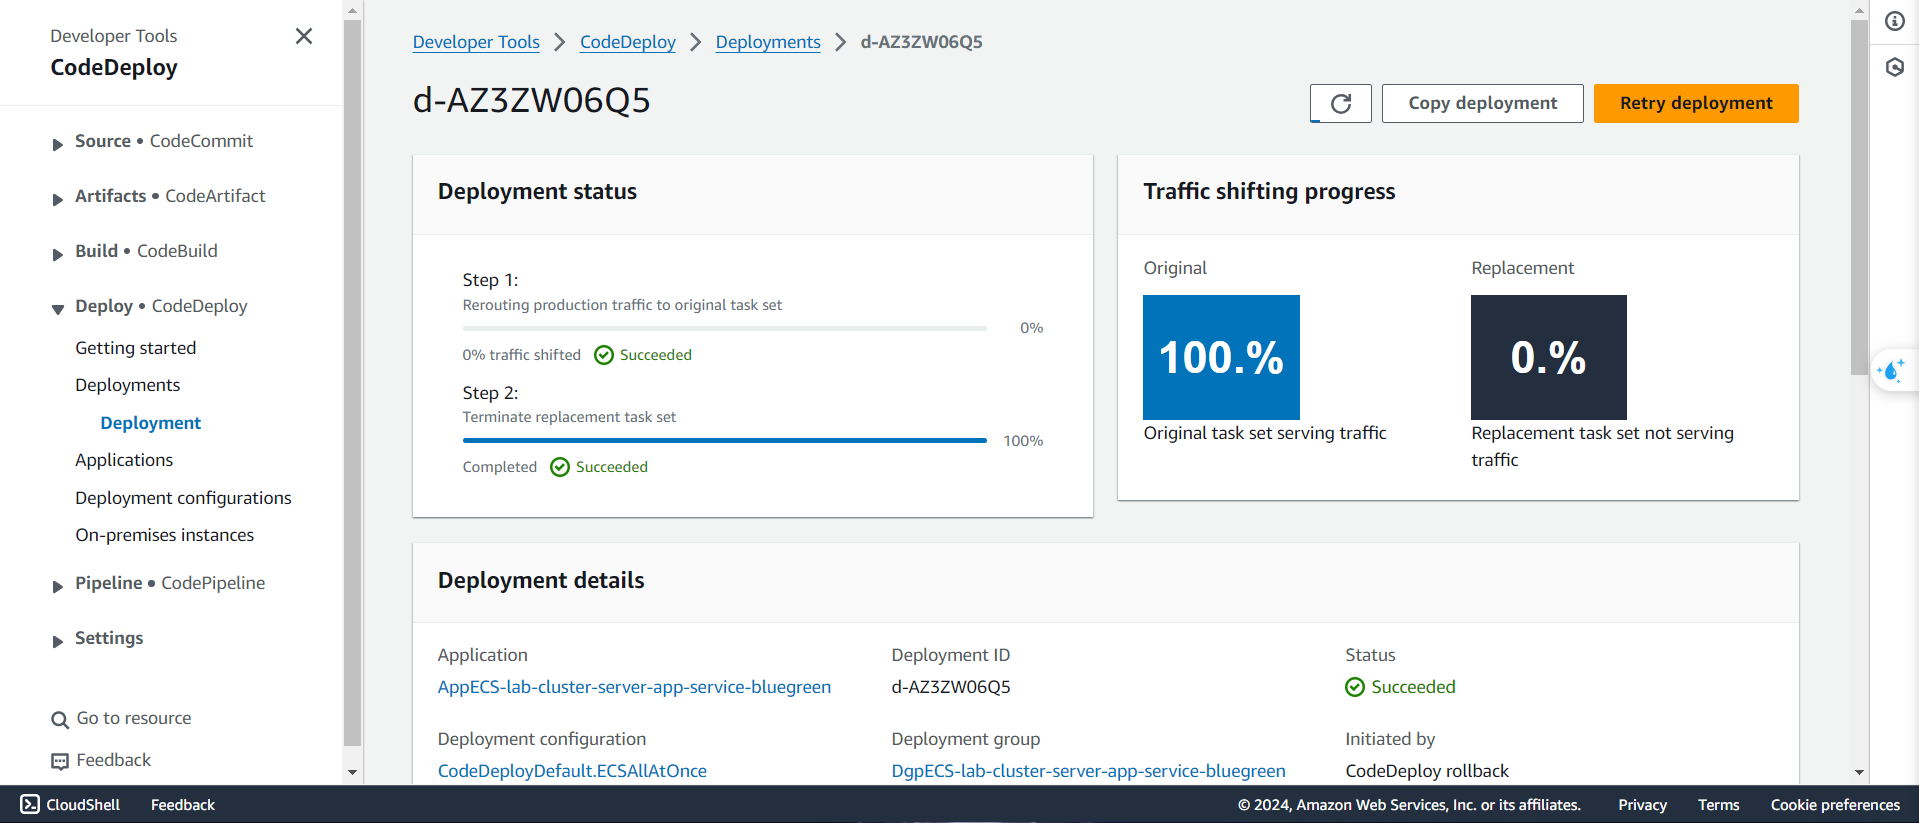 Developer Tools
CodeDeploy
Source • CodeCommit
Artifacts • CodeArtifact
Build • CodeBuild
Deploy • CodeDeploy
Getting started
Deployments
Deployment
Applications
Deployment configurations
On-premises instances
Pipeline • CodePipeline
Settings
Go to resource
Feedback
Developer Tools > CodeDeploy > Deployments > d-AZ3ZW06Q5
d-AZ3ZW06Q5
Copy deployment
Retry deployment
Deployment status
Step 1:
Rerouting production traffic to original task set
0%
0% traffic shifted Succeeded
Step 2:
Terminate replacement task set
100%
Completed Succeeded
Traffic shifting progress
Original
100.%
Original task set serving traffic
Replacement
0.%
Replacement task set not serving
traffic
Deployment details
Application
AppECS-lab-cluster-server-app-service-bluegreen
Deployment ID
d-AZ3ZW06Q5
Status
Succeeded
Deployment configuration
CodeDeployDefault.ECSAllAtOnce
Deployment group
DgpECS-lab-cluster-server-app-service-bluegreen
Initiated by
CodeDeploy rollback
CloudShell Feedback © 2024, Amazon Web Services, Inc. or its affiliates. Privacy Terms Cookie preferences